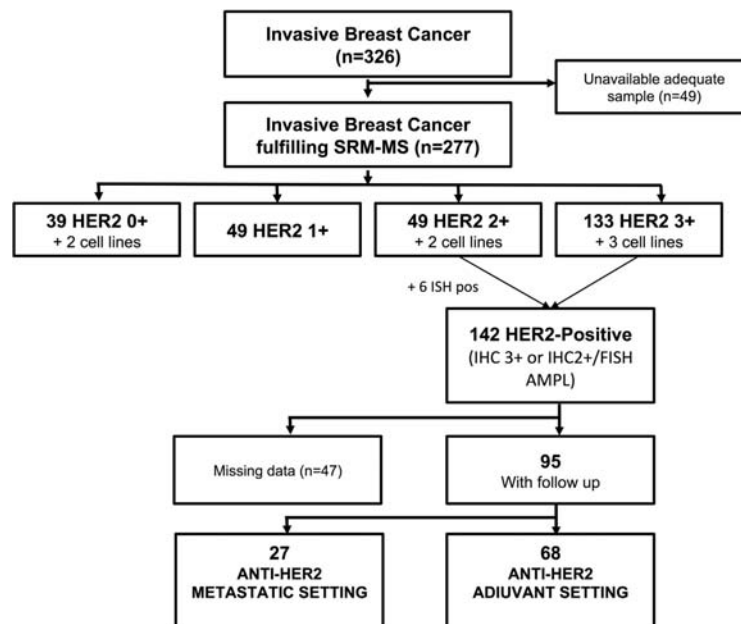 Invasive Breast Cancer
(n=326)
Unavailable adequate
sample (n=49)
Invasive Breast Cancer
fulfilling SRM-MS (n=277)
39 HER2 0+
+ 2 cell lines
49 HER2 1+
49 HER2 2+
+ 2 cell lines
133 HER2 3+
+ 3 cell lines
+ 6 ISH pos
142 HER2-Positive
(IHC 3+ or IHC2+/FISH
AMPL)
Missing data (n=47)
95
With follow up
27
ANTI-HER2
METASTATIC SETTING
68
ANTI-HER2
ADIUVANT SETTING